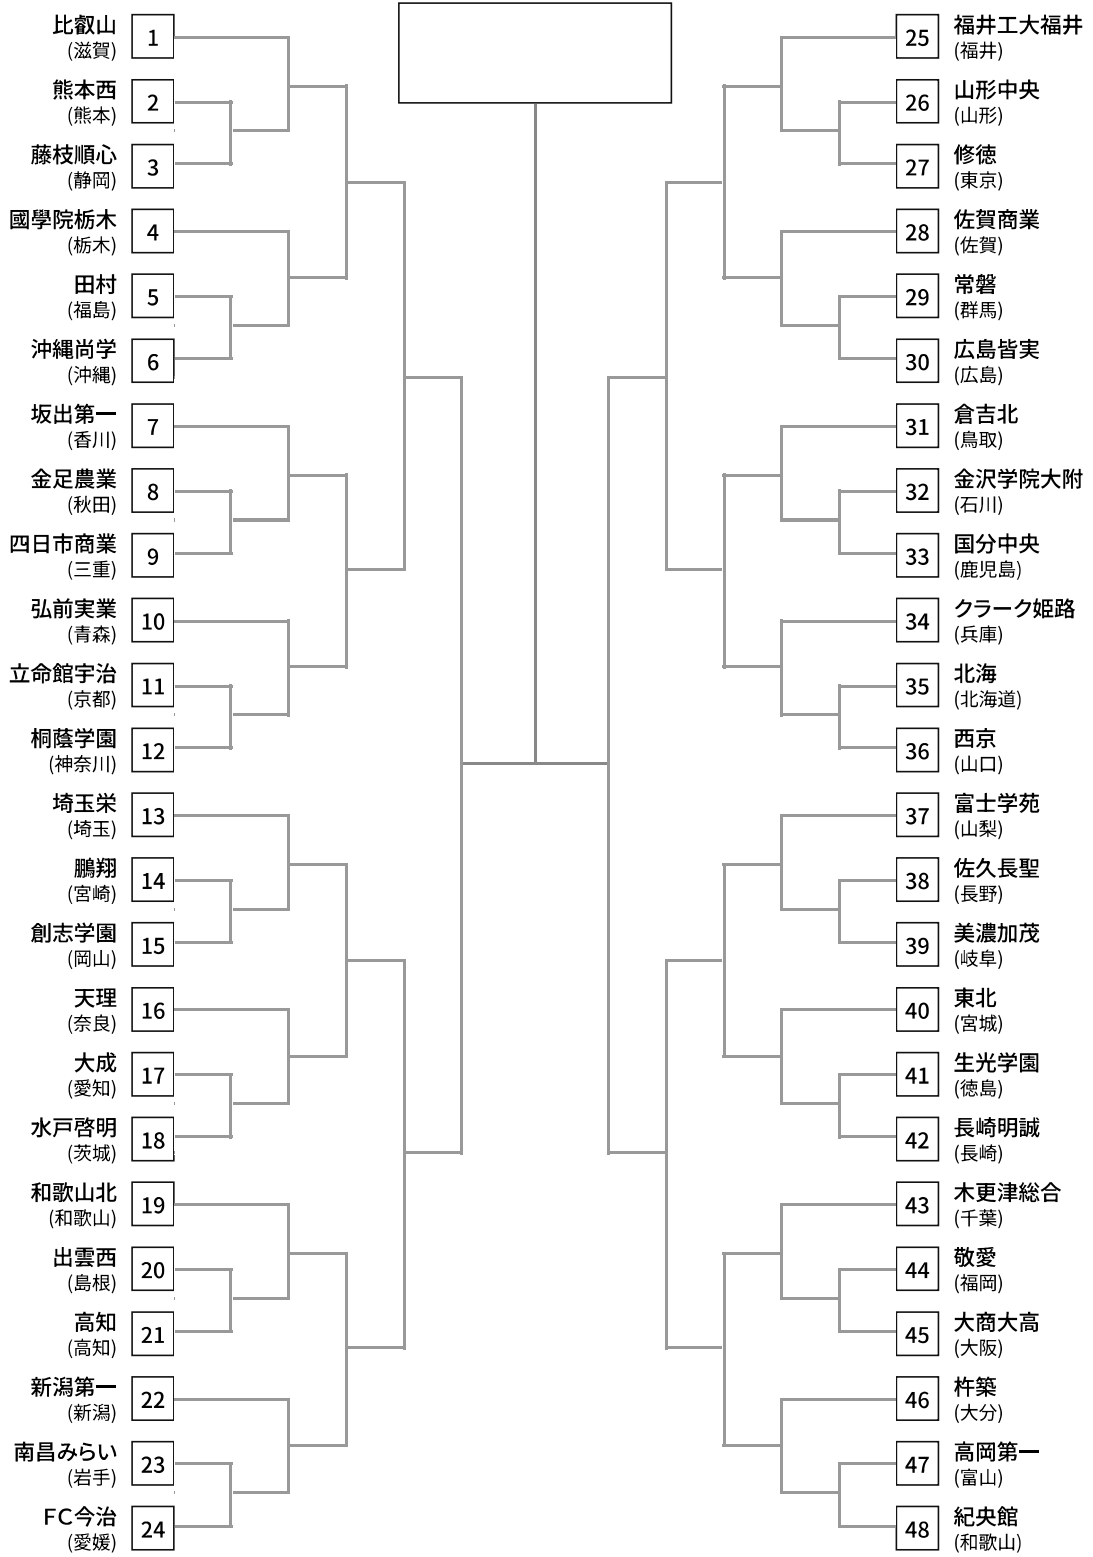 比叡山
(滋賀)
1
熊本西
(熊本)
2
藤枝順心
(静岡)
3
國學院栃木
(栃木)
4
田村
(福島)
5
沖縄尚学
(沖縄)
6
坂出第一
(香川)
7
金足農業
(秋田)
8
四日市商業
(三重)
9
弘前実業
(青森)
10
立命館宇治
(京都)
11
桐蔭学園
(神奈川)
12
埼玉栄
(埼玉)
13
鵬翔
(宮崎)
14
創志学園
(岡山)
15
天理
(奈良)
16
大成
(愛知)
17
水戸啓明
(茨城)
18
和歌山北
(和歌山)
19
出雲西
(島根)
20
高知
(高知)
21
新潟第一
(新潟)
22
南昌みらい
(岩手)
23
FC今治
(愛媛)
24
25
福井工大福井
(福井)
26
山形中央
(山形)
27
修徳
(東京)
28
佐賀商業
(佐賀)
29
常磐
(群馬)
30
広島皆実
(広島)
31
倉吉北
(鳥取)
32
金沢学院大附
(石川)
33
国分中央
(鹿児島)
34
クラーク姫路
(兵庫)
35
北海
(北海道)
36
西京
(山口)
37
富士学苑
(山梨)
38
佐久長聖
(長野)
39
美濃加茂
(岐阜)
40
東北
(宮城)
41
生光学園
(徳島)
42
長崎明誠
(長崎)
43
木更津総合
(千葉)
44
敬愛
(福岡)
45
大商大高
(大阪)
46
杵築
(大分)
47
高岡第一
(富山)
48
紀央館
(和歌山)